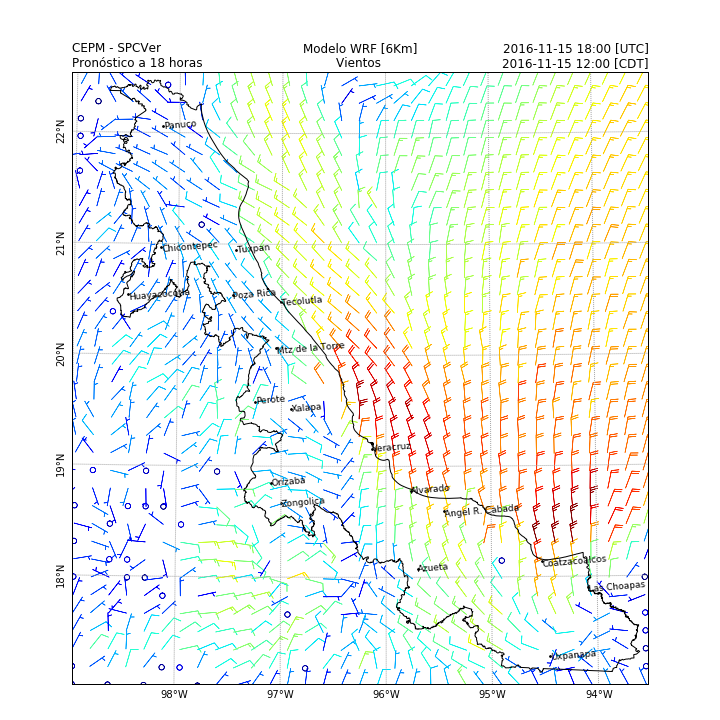 CEPM - SPCVer Modelo WRF [6Km] 2016-11-15 18:00 [UTC]
Pronóstico a 18 horas Vientos 2016-11-15 12:00 [CDT]
22°N
Panuco
21°N
Chicontepec
Tuxpan
Huayacocotla
Poza Rica
Tecolutla
20°N
Mtz de la Torre
Perote
Xalapa
19°N
Veracruz
Orizaba
Alvarado
Zongolica
Angel R. Cabada
18°N
Azueta
Coatzacoalcos
Las Choapas
Uxpanapa
98°W 97°W 96°W 95°W 94°W